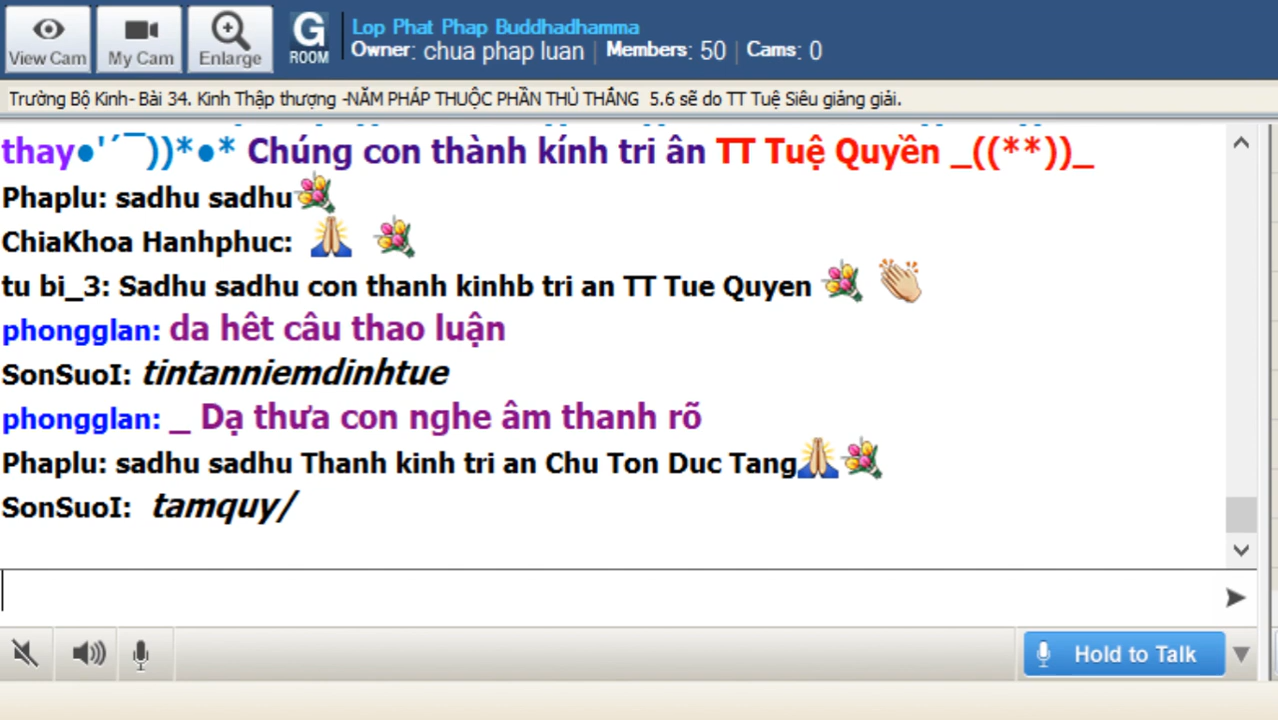 View Cam
My Cam
Enlarge
G ROOM
Lop Phat Phap Buddhadhamma
Owner: chua phap luan | Members: 50 | Cams: 0
Trường Bộ Kinh- Bài 34. Kinh Thập thượng -NĂM PHÁP THUỘC PHẦN THÙ THẮNG 5.6 sẽ do TT Tuệ Siêu giảng giải.
thay●'´¯))*●* Chúng con thành kính tri ân TT Tuệ Quyền _((**))_
Phaplu: sadhu sadhu
ChiaKhoa Hanhphuc:
tu bi_3: Sadhu sadhu con thanh kinhb tri an TT Tue Quyen
phongglan: da hêt câu thao luận
SonSuoI: tintanniemdinhtue
phongglan: _ Dạ thưa con nghe âm thanh rõ
Phaplu: sadhu sadhu Thanh kinh tri an Chu Ton Duc Tang
SonSuoI: tamquy/
Hold to Talk